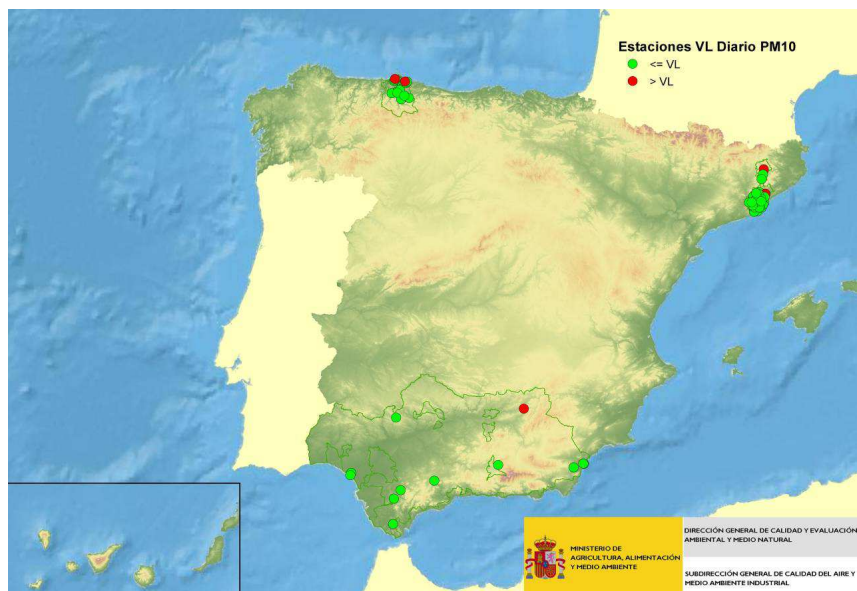 Estaciones VL Diario PM10
<= VL
> VL
MINISTERIO DE
AGRICULTURA, ALIMENTACIÓN
Y MEDIO AMBIENTE
DIRECCIÓN GENERAL DE CALIDAD Y EVALUACIÓN
AMBIENTAL Y MEDIO NATURAL
SUBDIRECCIÓN GENERAL DE CALIDAD DEL AIRE Y
MEDIO AMBIENTE INDUSTRIAL